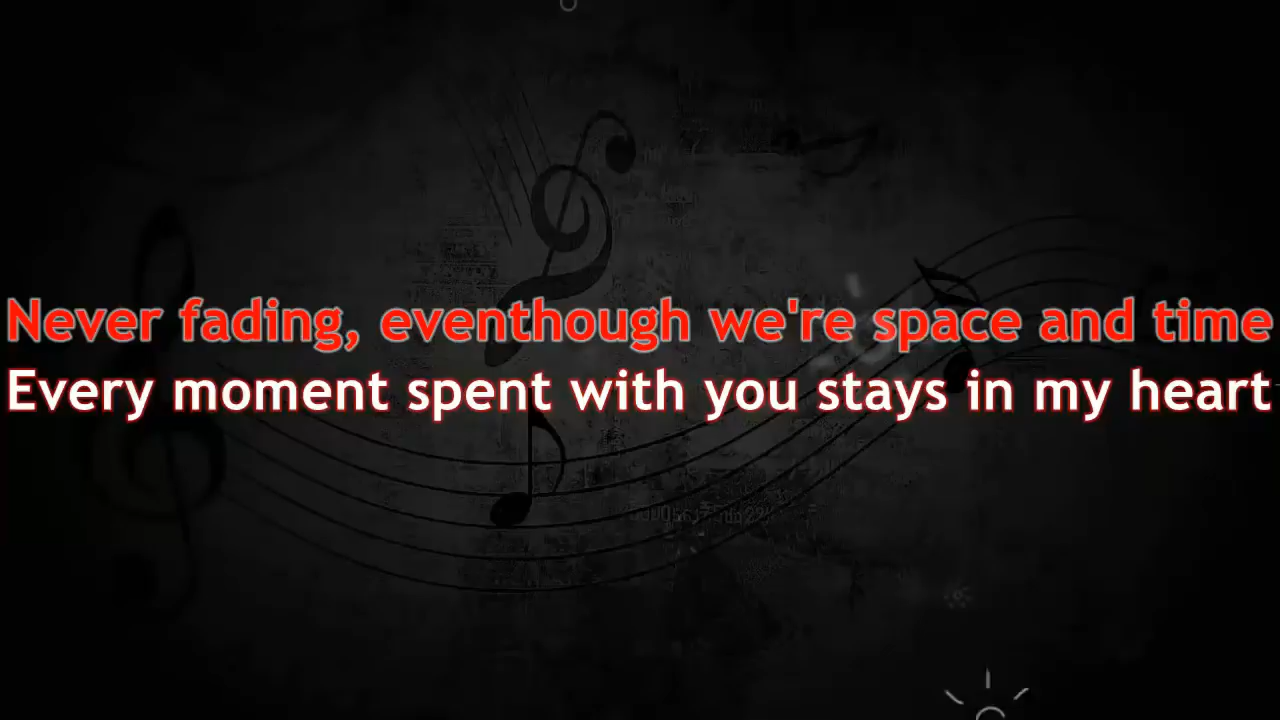 Never fading, eventhough we're space and time
Every moment spent with you stays in my heart